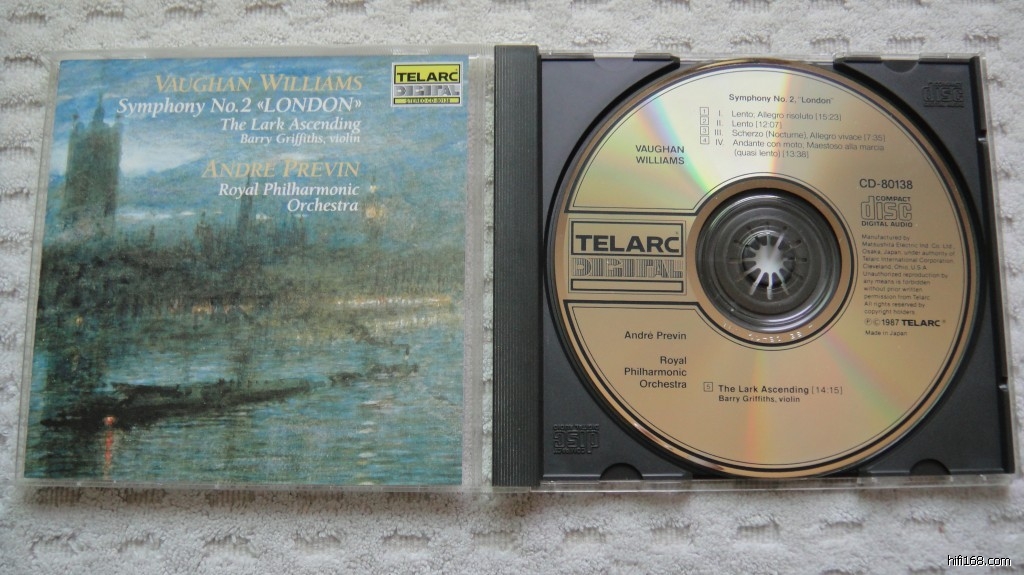 VAUGHAN WILLIAMS
Symphony No.2 «LONDON»
The Lark Ascending
Barry Griffiths, violin
ANDRÉ PREVIN
Royal Philharmonic
Orchestra
TELARC
DIGITAL
STEREO-CD-80138
Symphony No. 2, "London"
1 I. Lento, Allegro risoluto [15:23]
2 II. Lento [12:07]
3 III. Scherzo (Nocturne), Allegro vivace [7:35]
4 IV. Andante con moto, Maestoso alla marcia
(quasi lento) [13:38]
VAUGHAN
WILLIAMS
CD-80138
COMPACT
disc
DIGITAL AUDIO
TELARC®
DIGITAL
Manufactured by
Matsushita Electric Ind. Co. Ltd.,
Osaka, Japan, under authority of
Telarc International Corporation,
Cleveland, Ohio, U.S.A.
Unauthorized reproduction by
any means is forbidden
without prior written
permission from Telarc.
All rights reserved by
copyright holders.
℗ © 1987 TELARC®
Made in Japan
André Previn
Royal
Philharmonic
Orchestra
5 The Lark Ascending [14:15]
Barry Griffiths, violin
disc
disc
hifi168.com